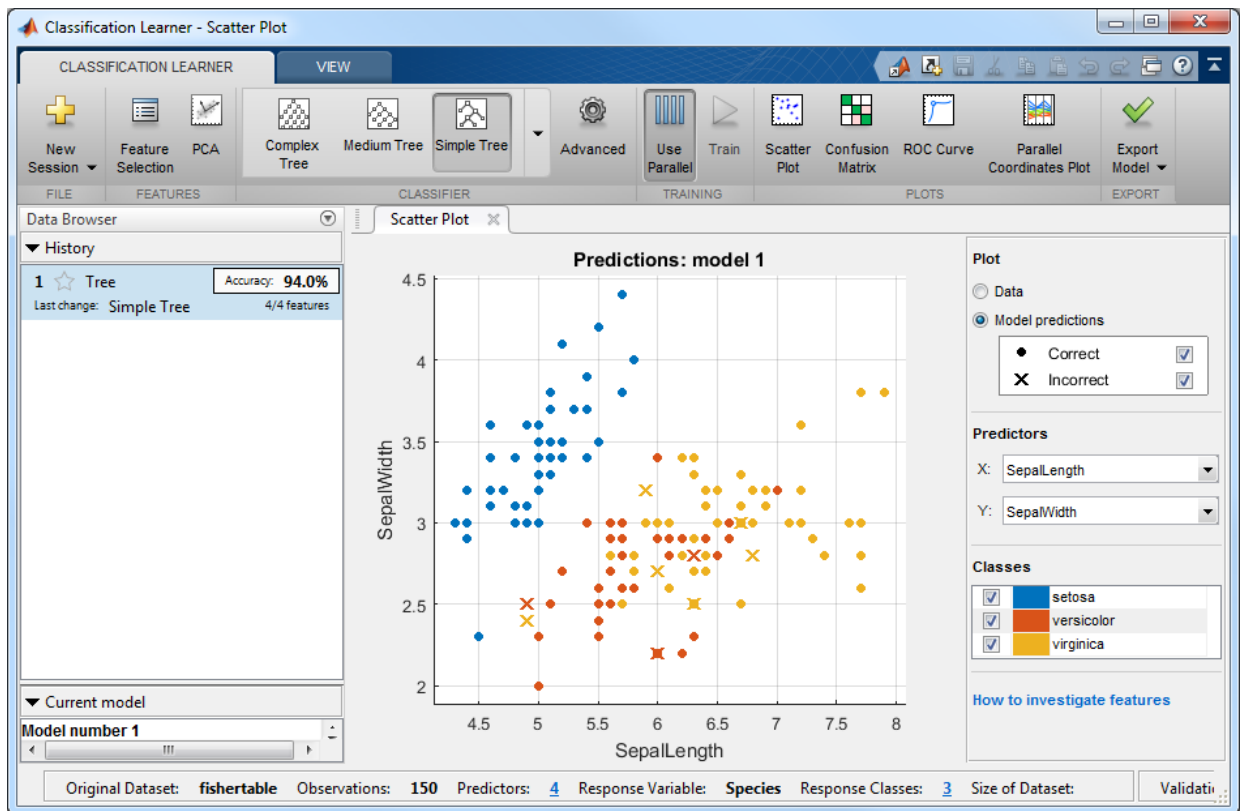 Classification Learner - Scatter Plot
CLASSIFICATION LEARNER VIEW
New Session
Feature Selection
PCA
Complex Tree
Medium Tree
Simple Tree
Advanced
Use Parallel
Train
Scatter Plot
Confusion Matrix
ROC Curve
Parallel Coordinates Plot
Export Model
FILE FEATURES CLASSIFIER TRAINING PLOTS EXPORT
Data Browser
History
1 Tree Accuracy: 94.0%
Last change: Simple Tree 4/4 features
Current model
Model number 1
Scatter Plot
Predictions: model 1
4.5
4
3.5
3
2.5
2
SepalWidth
4.5 5 5.5 6 6.5 7 7.5 8
SepalLength
Plot
Data
Model predictions
Correct
Incorrect
Predictors
X: SepalLength
Y: SepalWidth
Classes
setosa
versicolor
virginica
How to investigate features
Original Dataset: fishertable Observations: 150 Predictors: 4 Response Variable: Species Response Classes: 3 Size of Dataset: